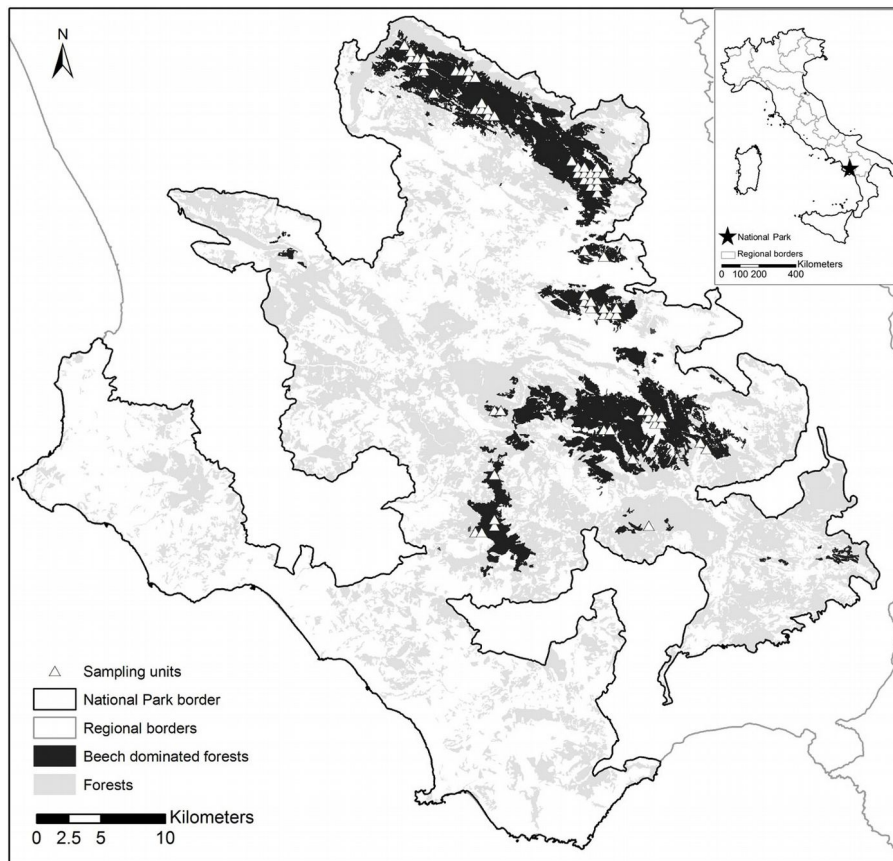 N
National Park
Regional borders
Kilometers
0 100 200 400
Sampling units
National Park border
Regional borders
Beech dominated forests
Forests
Kilometers
0 2.5 5 10